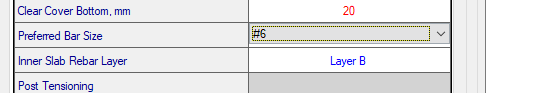 Clear Cover Bottom, mm 20
Preferred Bar Size #6
Inner Slab Rebar Layer Layer B
Post Tensioning